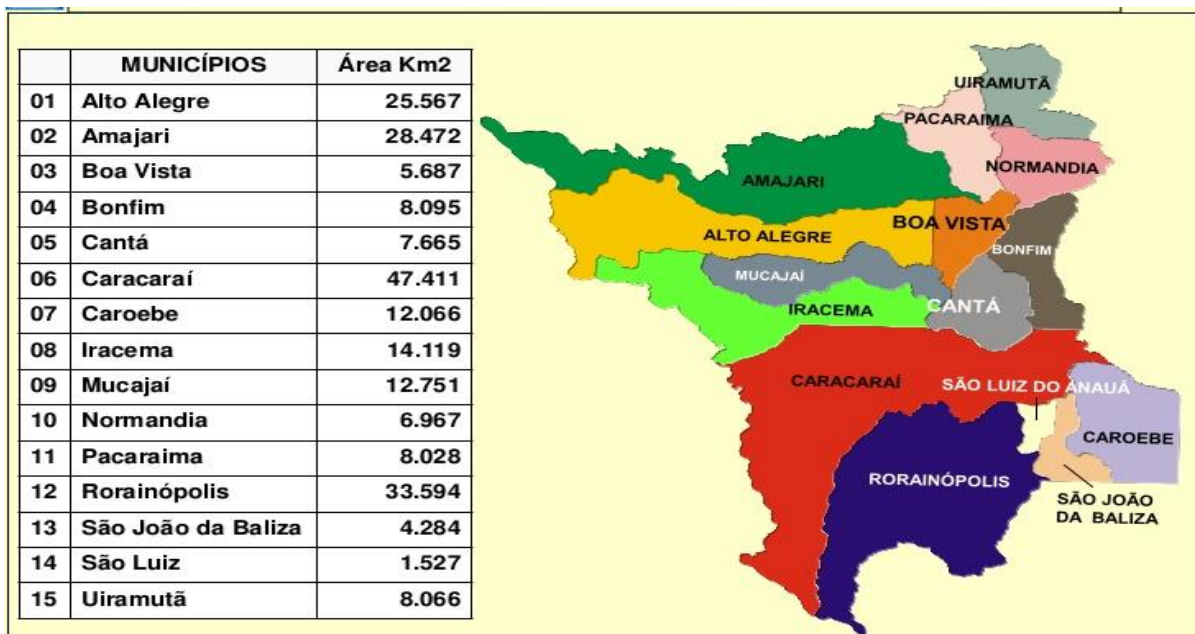 MUNICÍPIOS Área Km2
01 Alto Alegre 25.567
02 Amajari 28.472
03 Boa Vista 5.687
04 Bonfim 8.095
05 Cantá 7.665
06 Caracaraí 47.411
07 Caroebe 12.066
08 Iracema 14.119
09 Mucajaí 12.751
10 Normandia 6.967
11 Pacaraima 8.028
12 Rorainópolis 33.594
13 São João da Baliza 4.284
14 São Luiz 1.527
15 Uiramutã 8.066
UIRAMUTÃ
PACARAIMA
NORMANDIA
AMAJARI
BOA VISTA
ALTO ALEGRE
BONFIM
MUCAJAÍ
CANTÁ
IRACEMA
CARACARAÍ
SÃO LUIZ DO ANAUÁ
CAROEBE
RORAINÓPOLIS
SÃO JOÃO
DA BALIZA